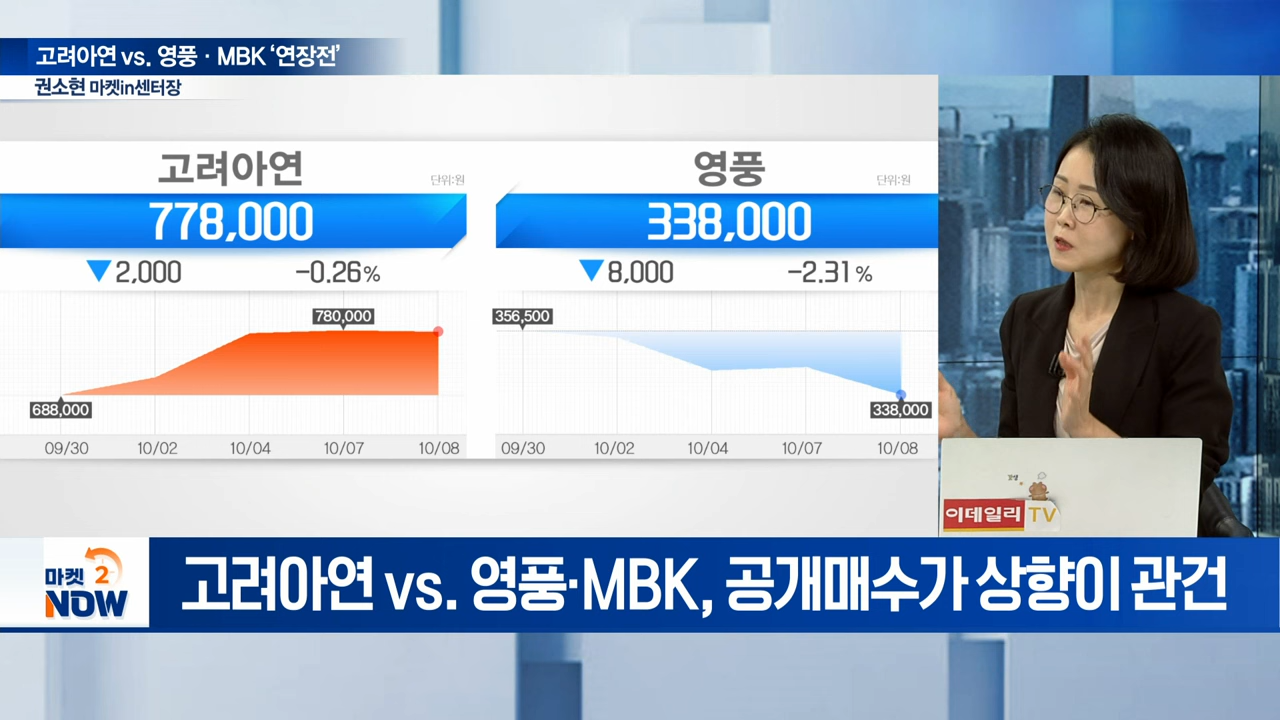 고려아연 vs. 영풍 · MBK ‘연장전’
권소현 마켓in센터장
고려아연
단위:원
778,000
▼2,000 -0.26%
780,000
688,000
09/30 10/02 10/04 10/07 10/08
영풍
단위:원
338,000
▼8,000 -2.31%
356,500
338,000
09/30 10/02 10/04 10/07 10/08
이데일리TV
마켓 2
NOW
고려아연 vs. 영풍·MBK, 공개매수가 상향이 관건